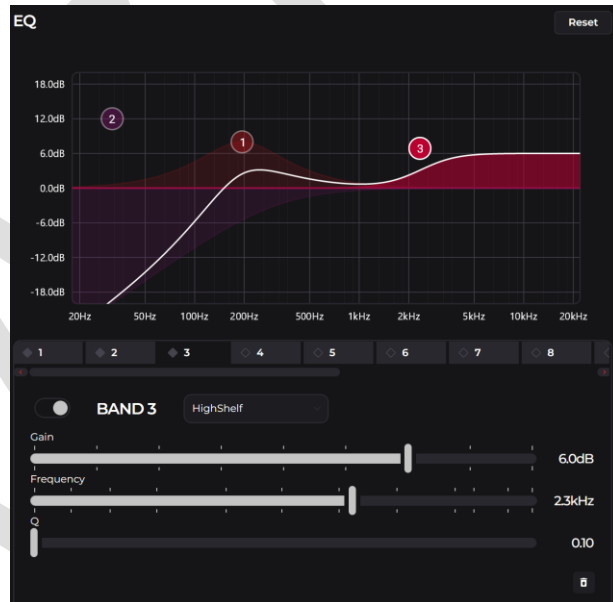 EQ
Reset
18.0dB
12.0dB
6.0dB
0.0dB
-6.0dB
-12.0dB
-18.0dB
2
1
3
20Hz 50Hz 100Hz 200Hz 500Hz 1kHz 2kHz 5kHz 10kHz 20kHz
1 2 3 4 5 6 7 8
BAND 3 HighShelf
Gain
6.0dB
Frequency
2.3kHz
Q
0.10